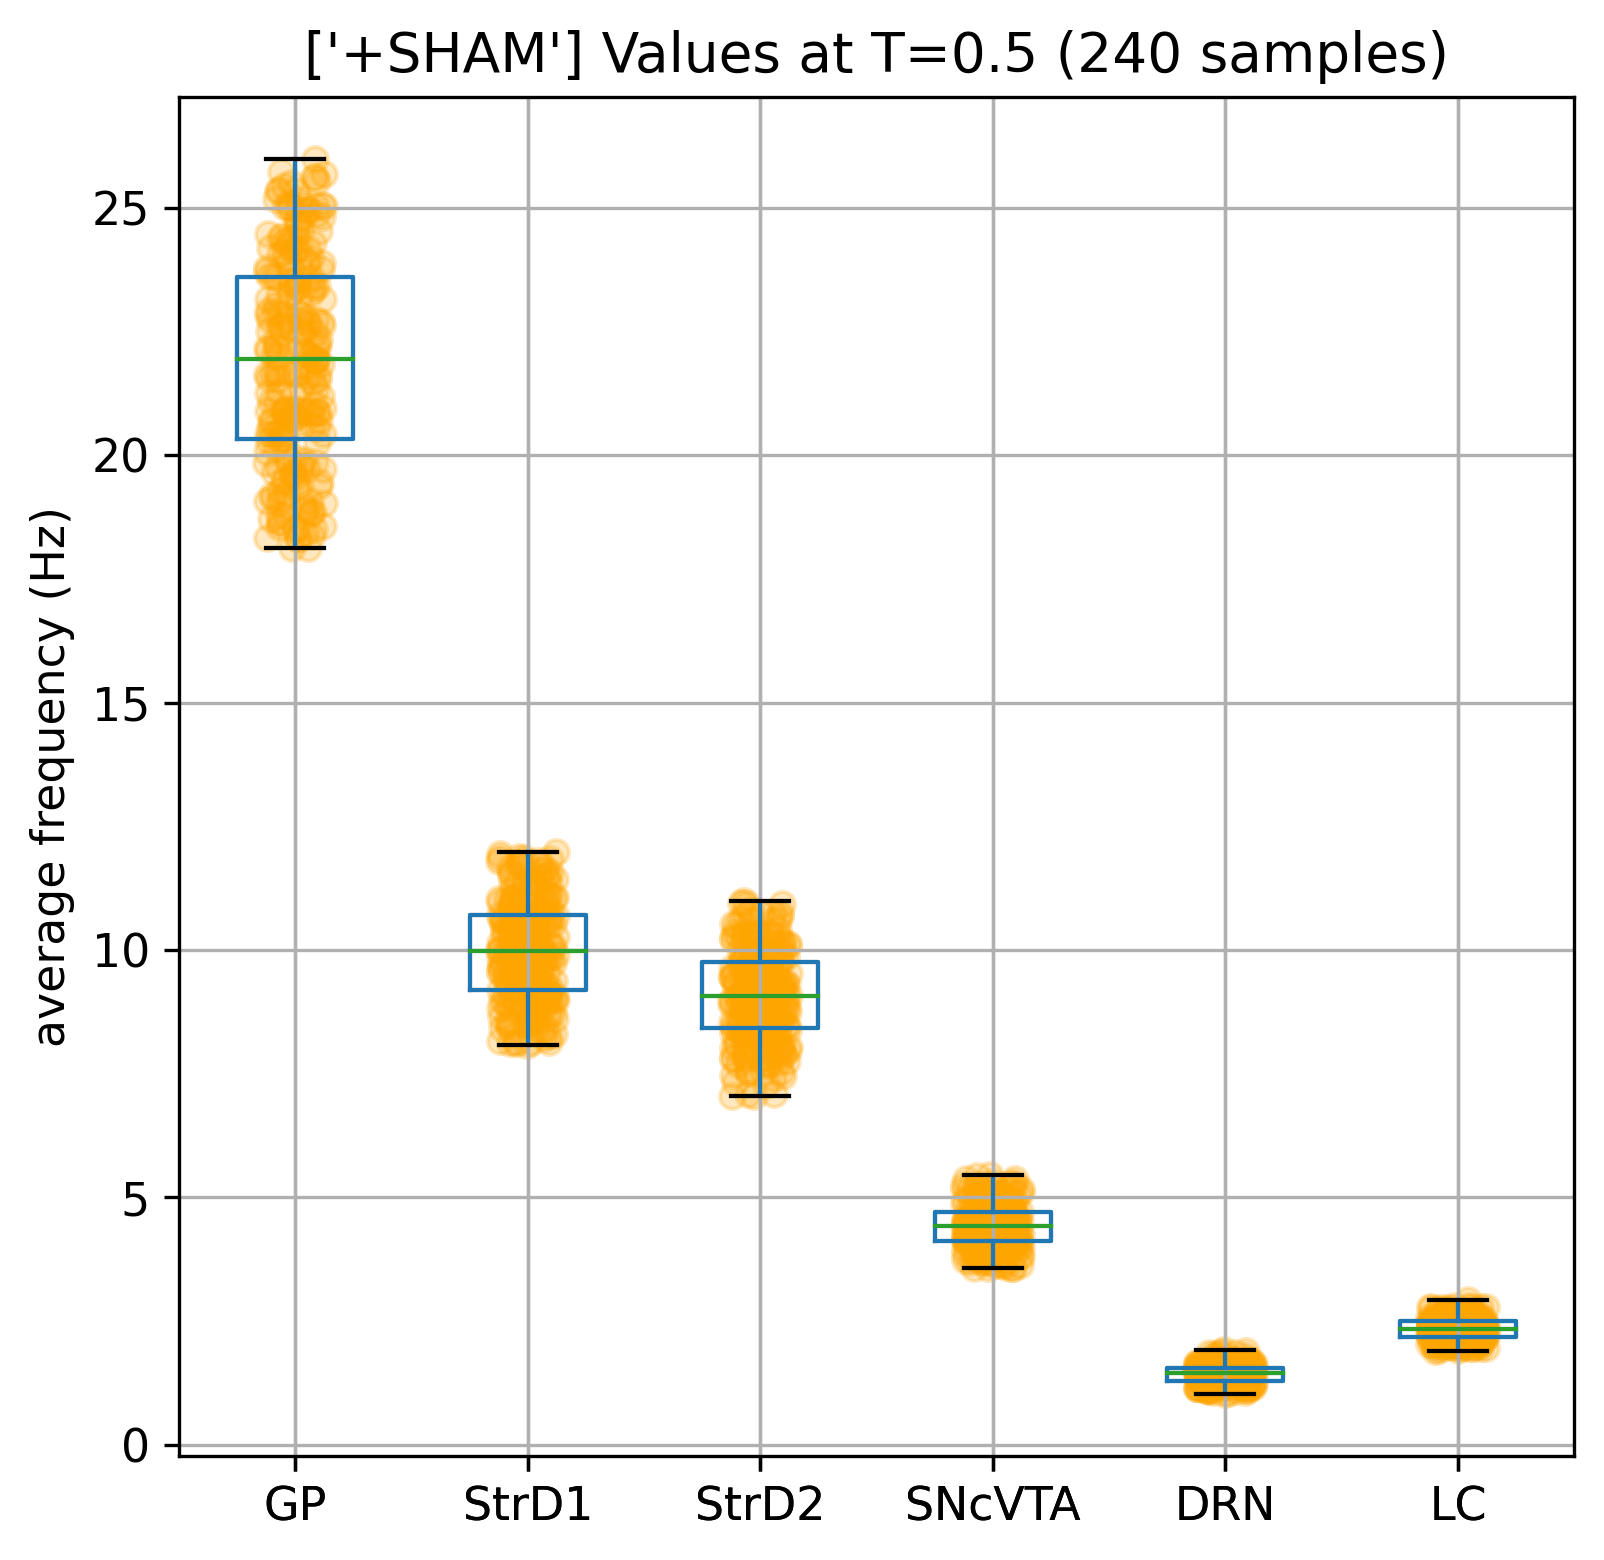 ['+SHAM'] Values at T=0.5 (240 samples)
average frequency (Hz)
25
20
15
10
5
0
GP StrD1 StrD2 SNcVTA DRN LC